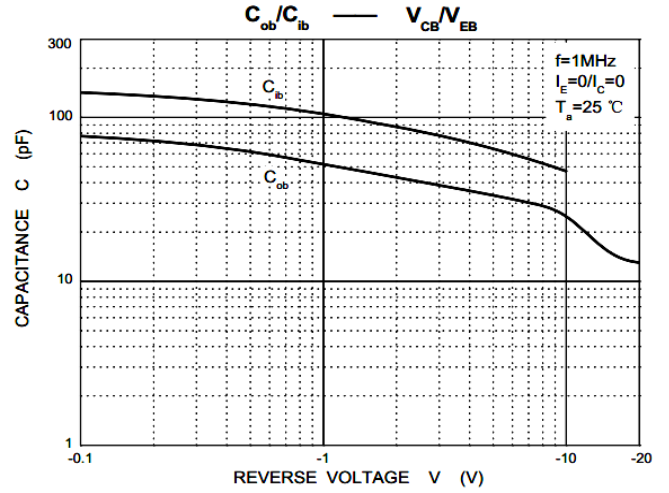 Cob/Cib —— VCB/VEB
300
f=1MHz
IE=0/IC=0
Ta=25 ℃
Cib
100
Cob
CAPACITANCE C (pF)
10
1
-0.1 -1 -10 -20
REVERSE VOLTAGE V (V)